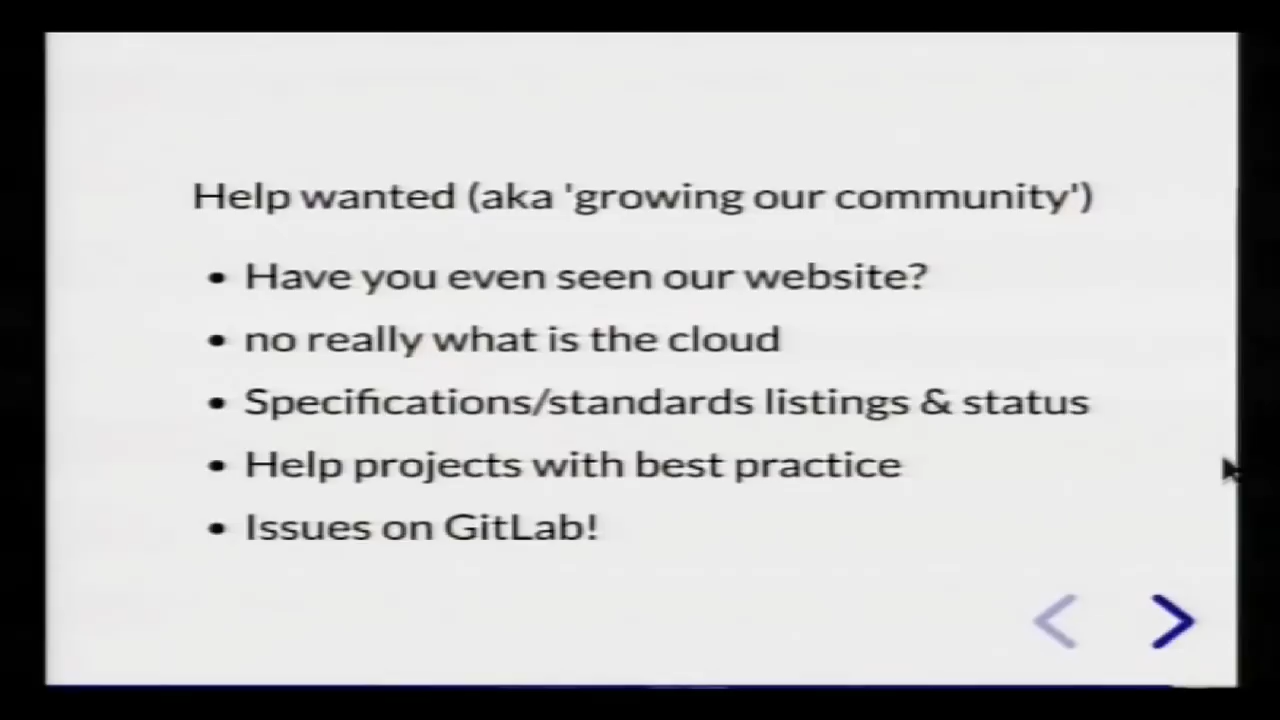 Help wanted (aka 'growing our community')
Have you even seen our website?
no really what is the cloud
Specifications/standards listings & status
Help projects with best practice
Issues on GitLab!